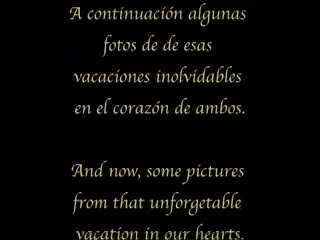 A continuación algunas
fotos de de esas
vacaciones inolvidables
en el corazón de ambos.
And now, some pictures
from that unforgetable
vacation in our hearts.